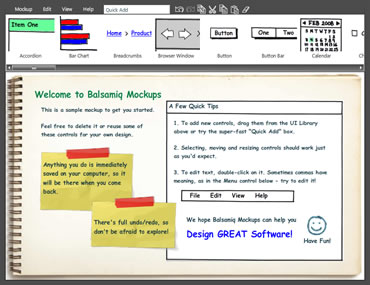 Mockup Edit View Help Quick Add
Item One
Home > Product
Button
One
FEB 2008
S M T W T F S
Accordion
Bar Chart
Breadcrumbs
Browser Window
Button
Button Bar
Calendar
Welcome to Balsamiq Mockups
This is a sample mockup to get you started.
Feel free to delete it or reuse some of
these controls for your own design.
Anything you do is immediately
saved on your computer, so it
will be there when you come
back.
There's full undo/redo, so
don't be afraid to explore!
A Few Quick Tips
1. To add new controls, drag them from the UI Library
above or try the super-fast "Quick Add" box.
2. Selecting, moving and resizing controls should work just
as you'd expect.
3. To edit text, double-click on it. Sometimes commas have
meaning, as in the Menu control below - try to edit it!
File Edit View Help
We hope Balsamiq Mockups can help you
Design GREAT Software!
Have Fun!